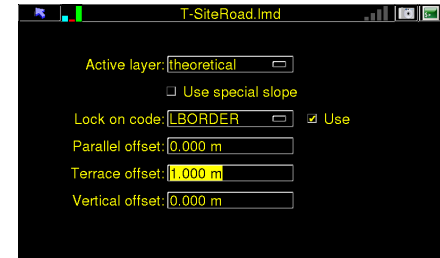 T-SiteRoad.lmd
Active layer: theoretical
Use special slope
Lock on code: LBORDER Use
Parallel offset: 0.000 m
Terrace offset: 1.000 m
Vertical offset: 0.000 m